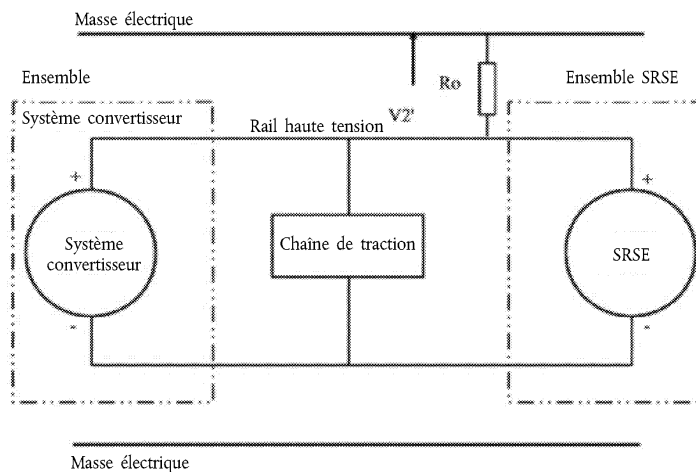 Masse électrique
Ensemble
Ensemble SRSE
Ro
Système convertisseur
Rail haute tension
V2'
+
+
Système
convertisseur
Chaîne de traction
SRSE
-
-
Masse électrique